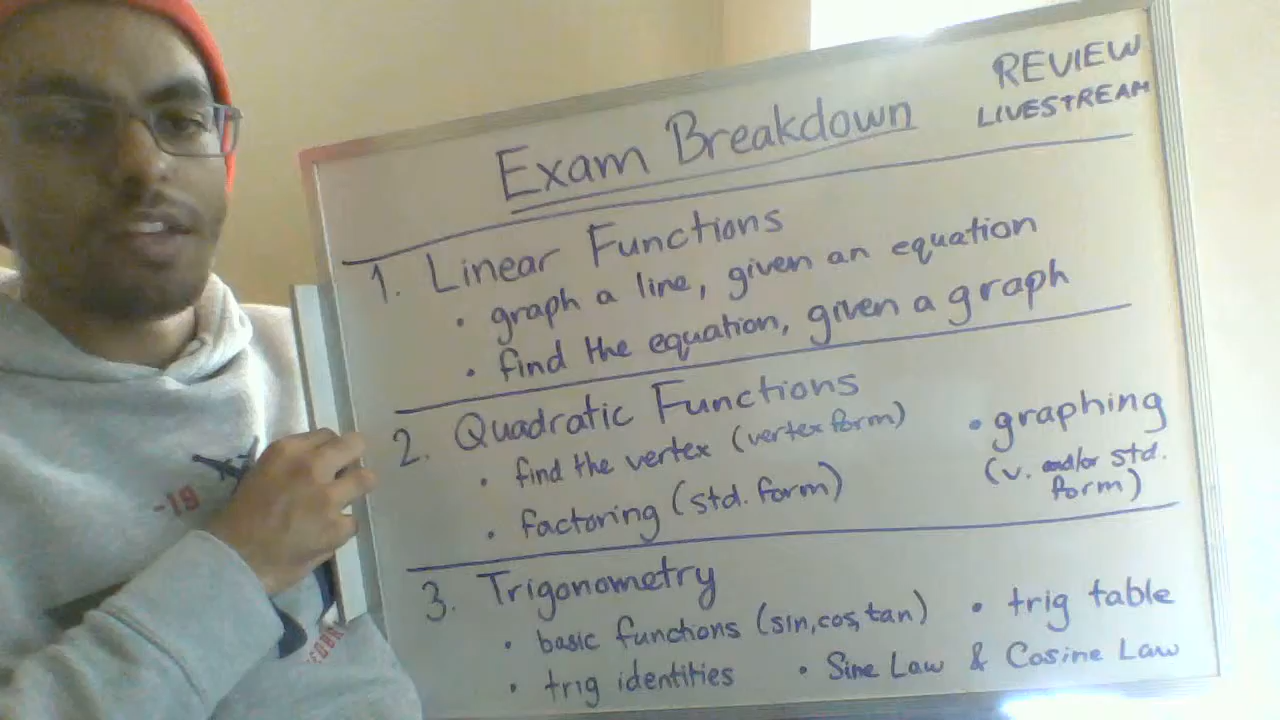 REVIEW
LIVESTREAM
Exam Breakdown
1. Linear Functions
• graph a line, given an equation
• find the equation, given a graph
2. Quadratic Functions
• find the vertex (vertex form)
• factoring (std. form)
• graphing
(v. and/or std.
form)
3. Trigonometry
• basic functions (sin, cos, tan)
• trig table
• trig identities
• Sine Law & Cosine Law
-19